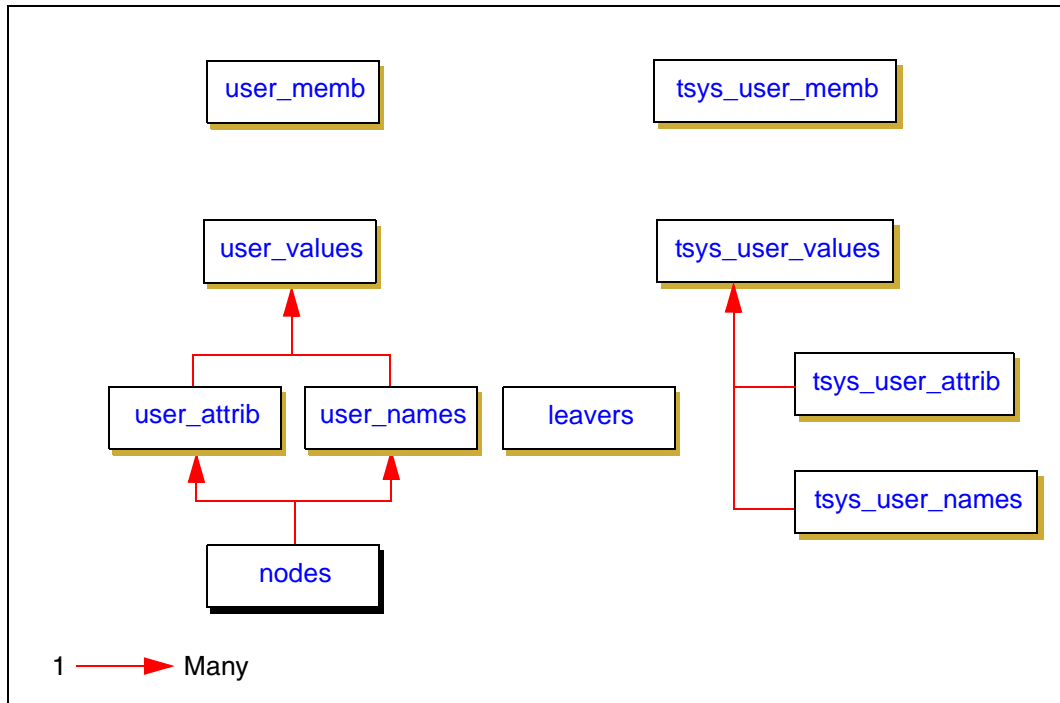 user_memb
tsys_user_memb
user_values
tsys_user_values
tsys_user_attrib
user_attrib
user_names
leavers
tsys_user_names
nodes
1 Many